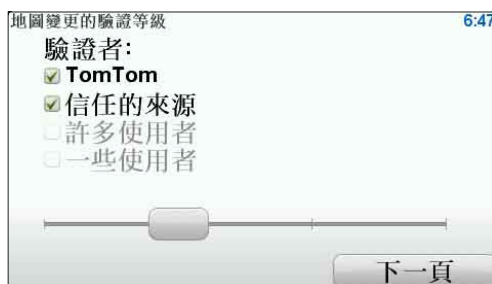 地圖變更的驗證等級 6:47
驗證者:
TomTom
信任的來源
許多使用者
一些使用者
下一頁